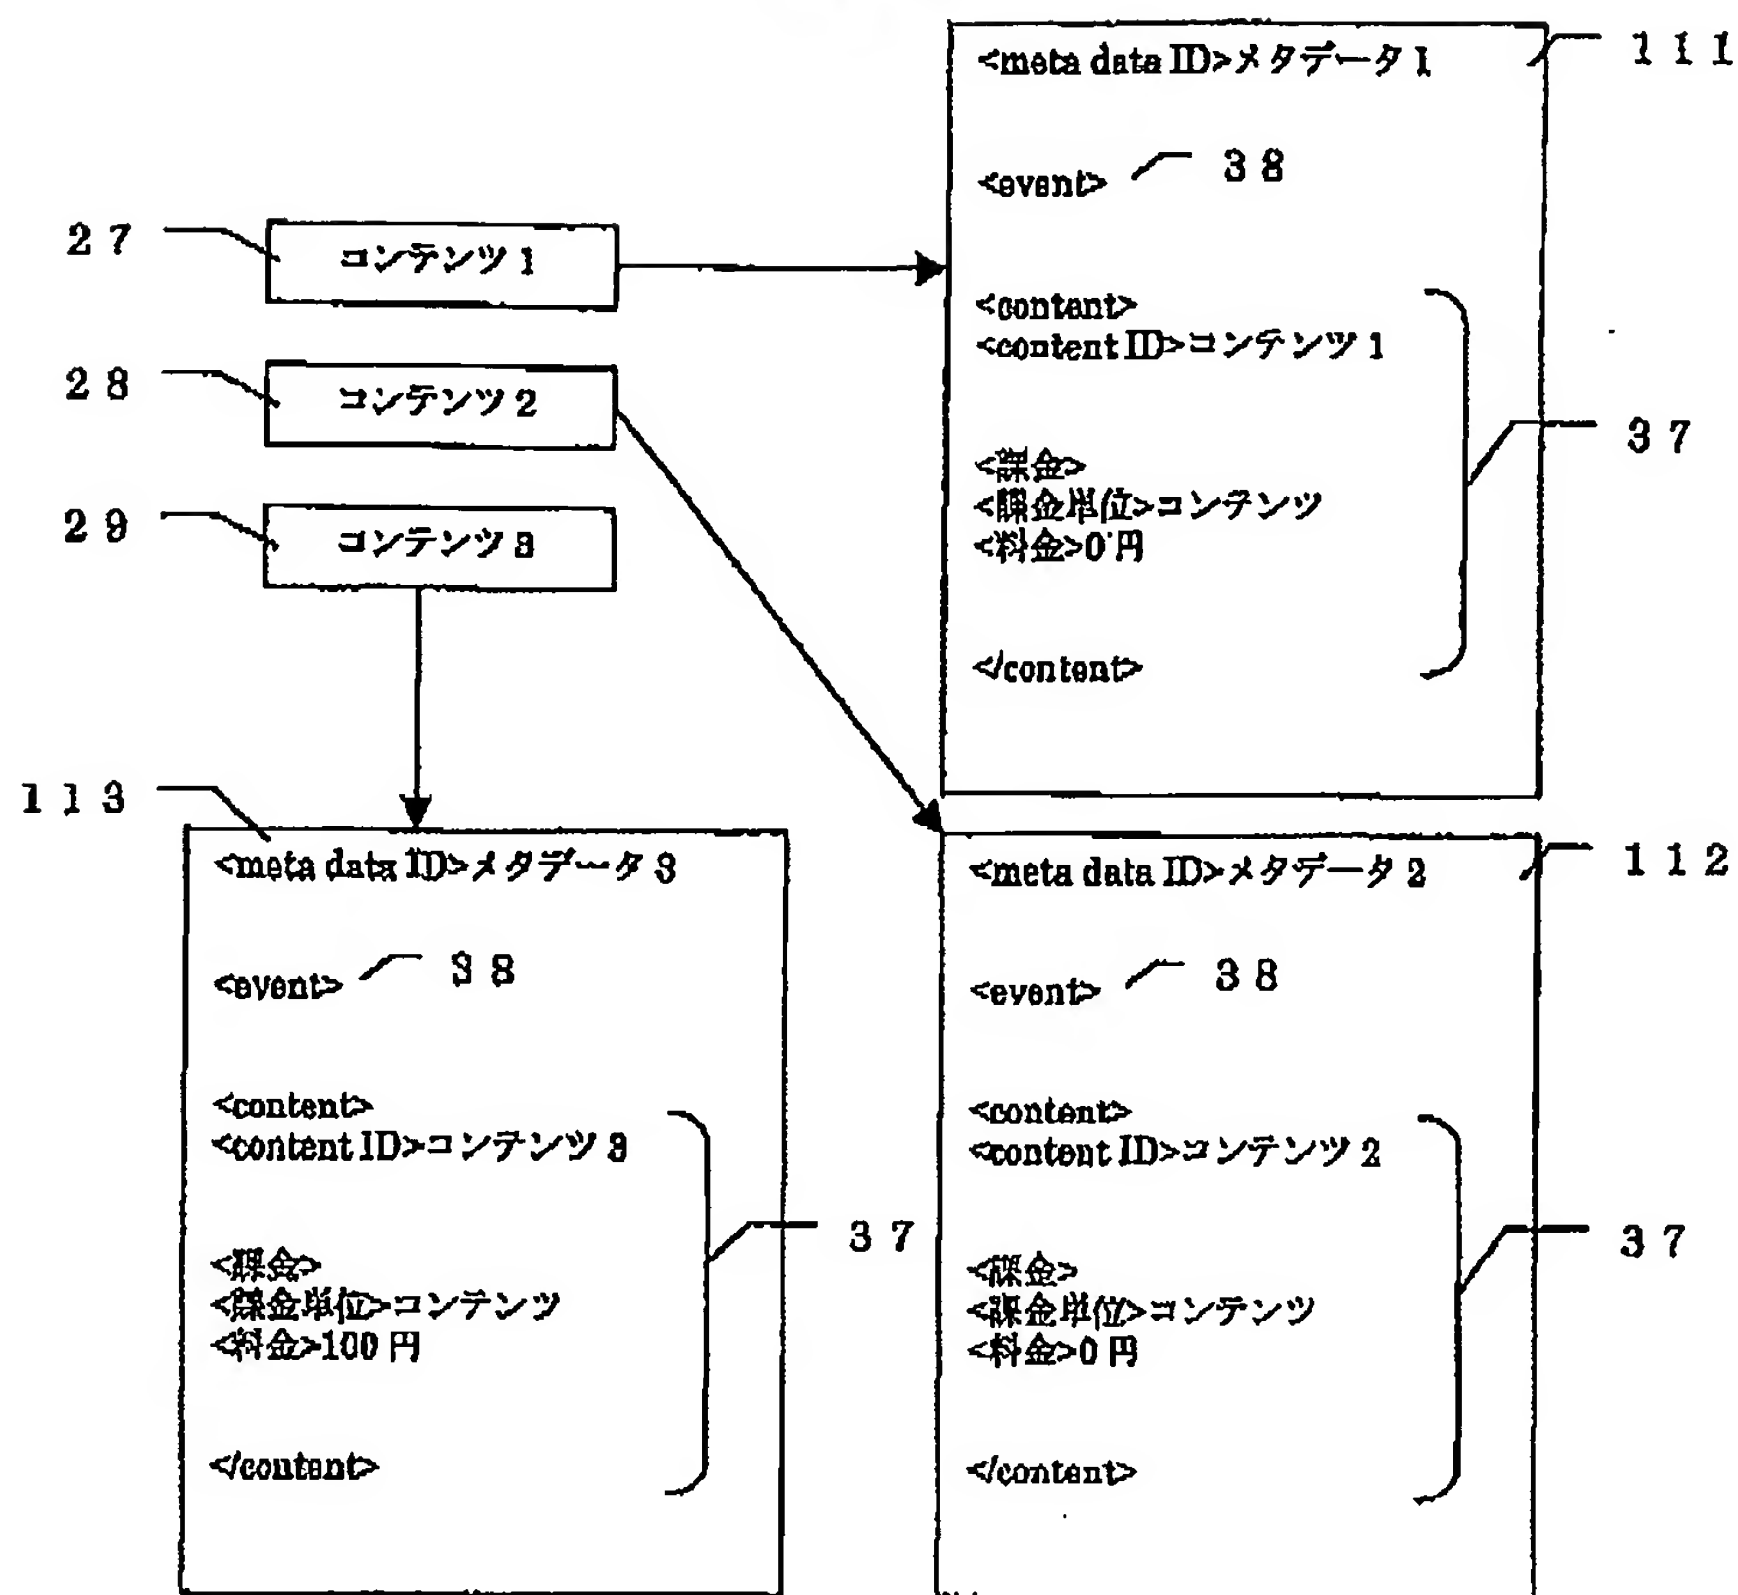 <meta data ID>メタデータ1
111
<event>
38
27
コンテンツ1
<content>
<content ID>コンテンツ1
28
コンテンツ2
37
<課金>
<課金単位>コンテンツ
<料金>0円
29
コンテンツ3
</content>
113
<meta data ID>メタデータ3
<event>
38
<content>
<content ID>コンテンツ3
37
<課金>
<課金単位>コンテンツ
<料金>100円
</content>
<meta data ID>メタデータ2
112
<event>
38
<content>
<content ID>コンテンツ2
37
<課金>
<課金単位>コンテンツ
<料金>0円
</content>